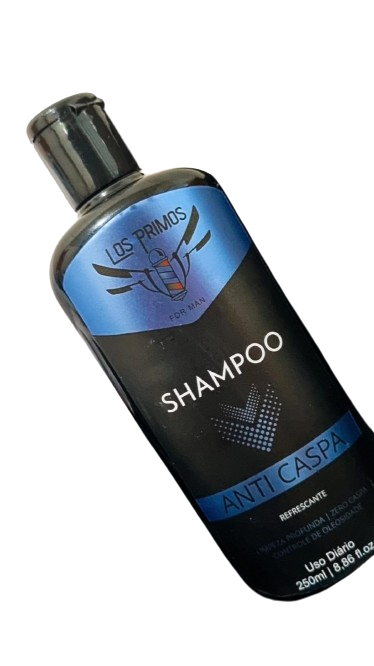 LOS PRIMOS
FOR MAN
SHAMPOO
ANTI CASPA
REFRESCANTE
PROFUNDA | ZERO CASPA
CONTROLE DE OLEOSIDADE
Uso Diário
250ml | 8,86 fl.oz